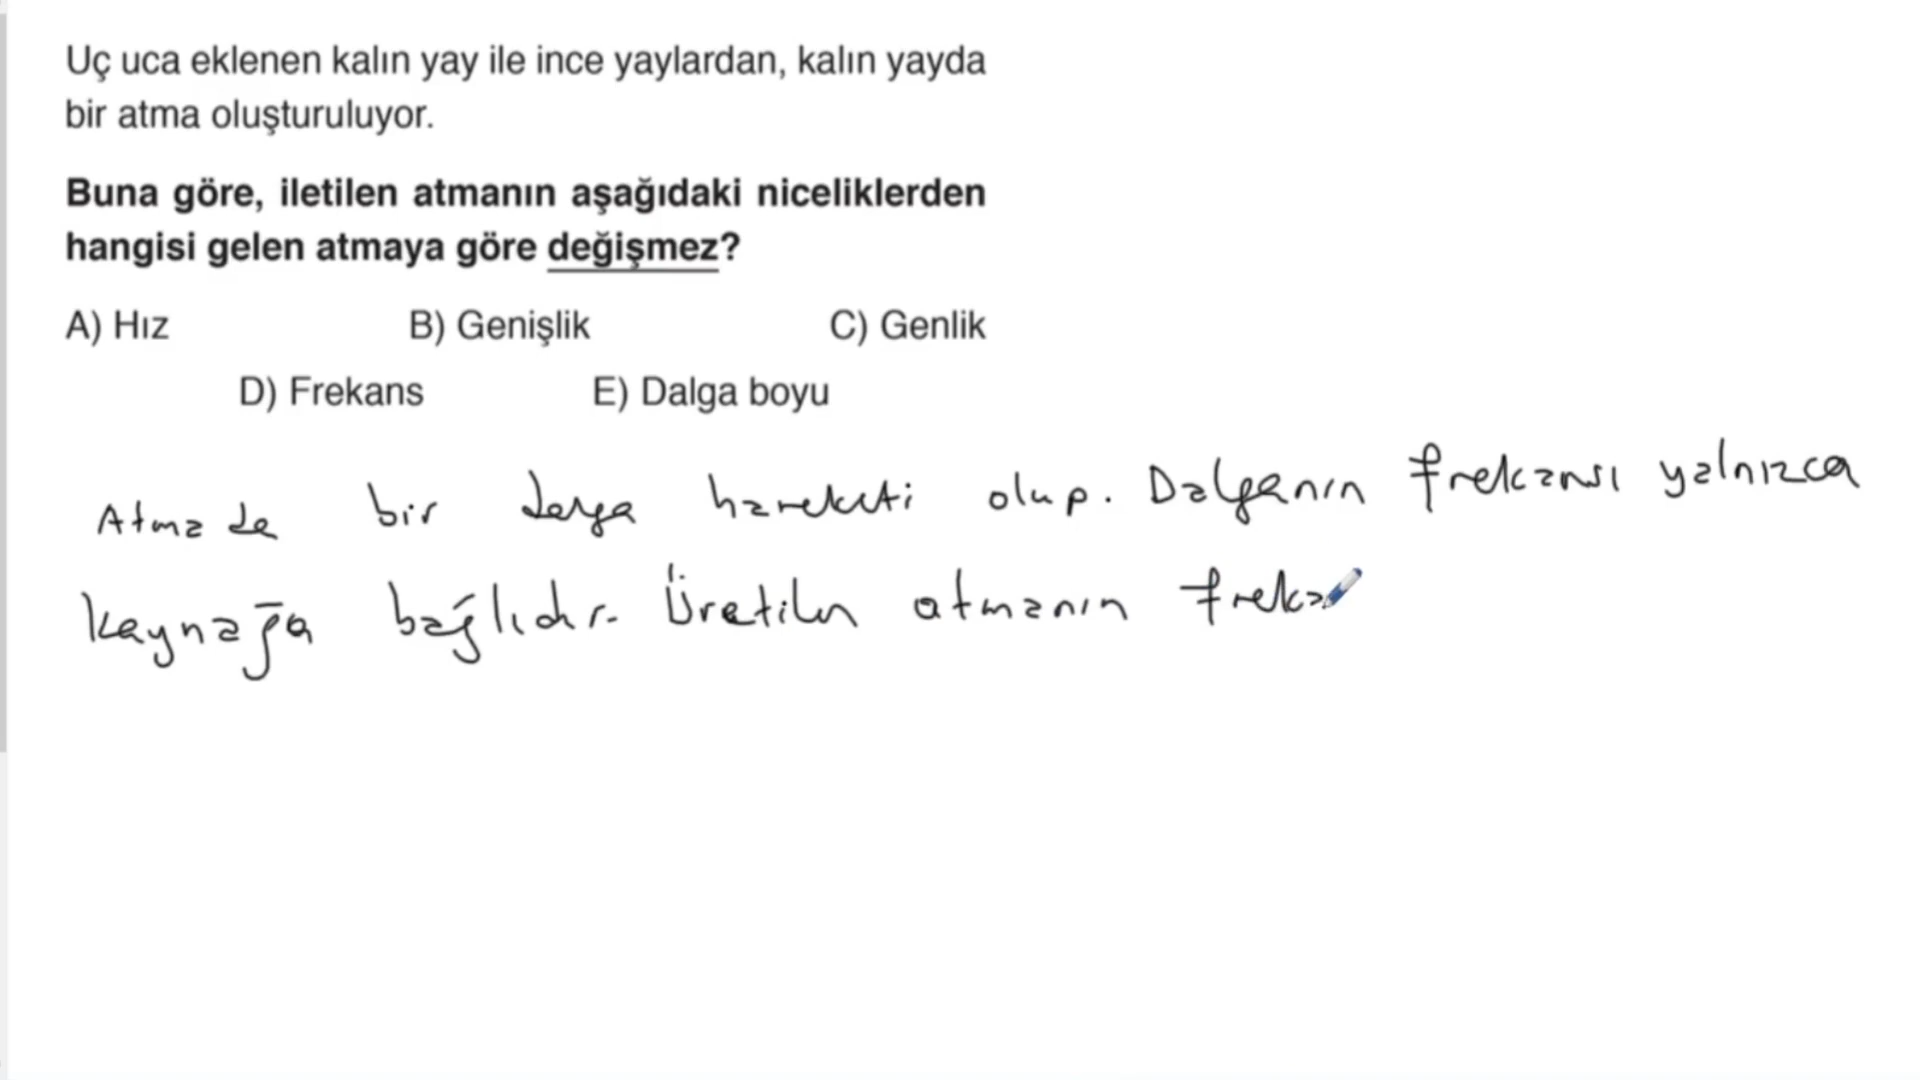 Uç uca eklenen kalın yay ile ince yaylardan, kalın yayda
bir atma oluşturuluyor.
Buna göre, iletilen atmanın aşağıdaki niceliklerden
hangisi gelen atmaya göre değişmez?
A) Hız B) Genişlik C) Genlik
D) Frekans E) Dalga boyu
Atma da bir dalga hareketi olup. Dalganın frekansı yalnızca
kaynağa bağlıdır. Üretilen atmanın freka